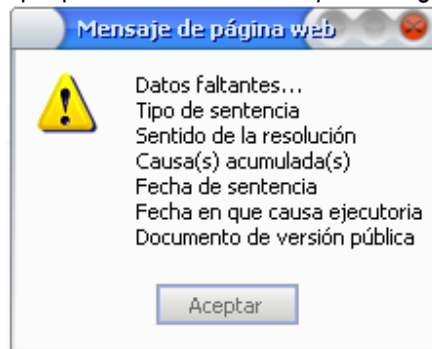 Mensaje de página web
Datos faltantes...
Tipo de sentencia
Sentido de la resolución
Causa(s) acumulada(s)
Fecha de sentencia
Fecha en que causa ejecutoria
Documento de versión pública
Aceptar